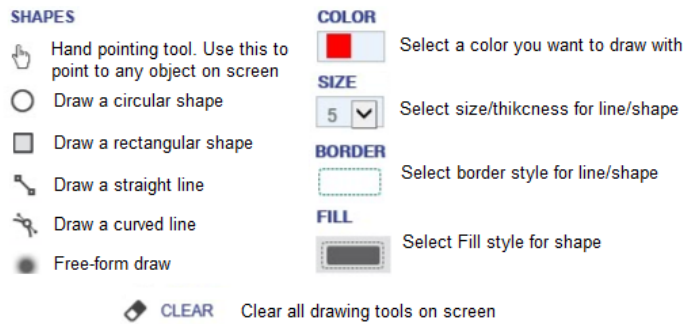 SHAPES
Hand pointing tool. Use this to
point to any object on screen
Draw a circular shape
Draw a rectangular shape
Draw a straight line
Draw a curved line
Free-form draw
COLOR
Select a color you want to draw with
SIZE
5
Select size/thikcness for line/shape
BORDER
Select border style for line/shape
FILL
Select Fill style for shape
CLEAR
Clear all drawing tools on screen